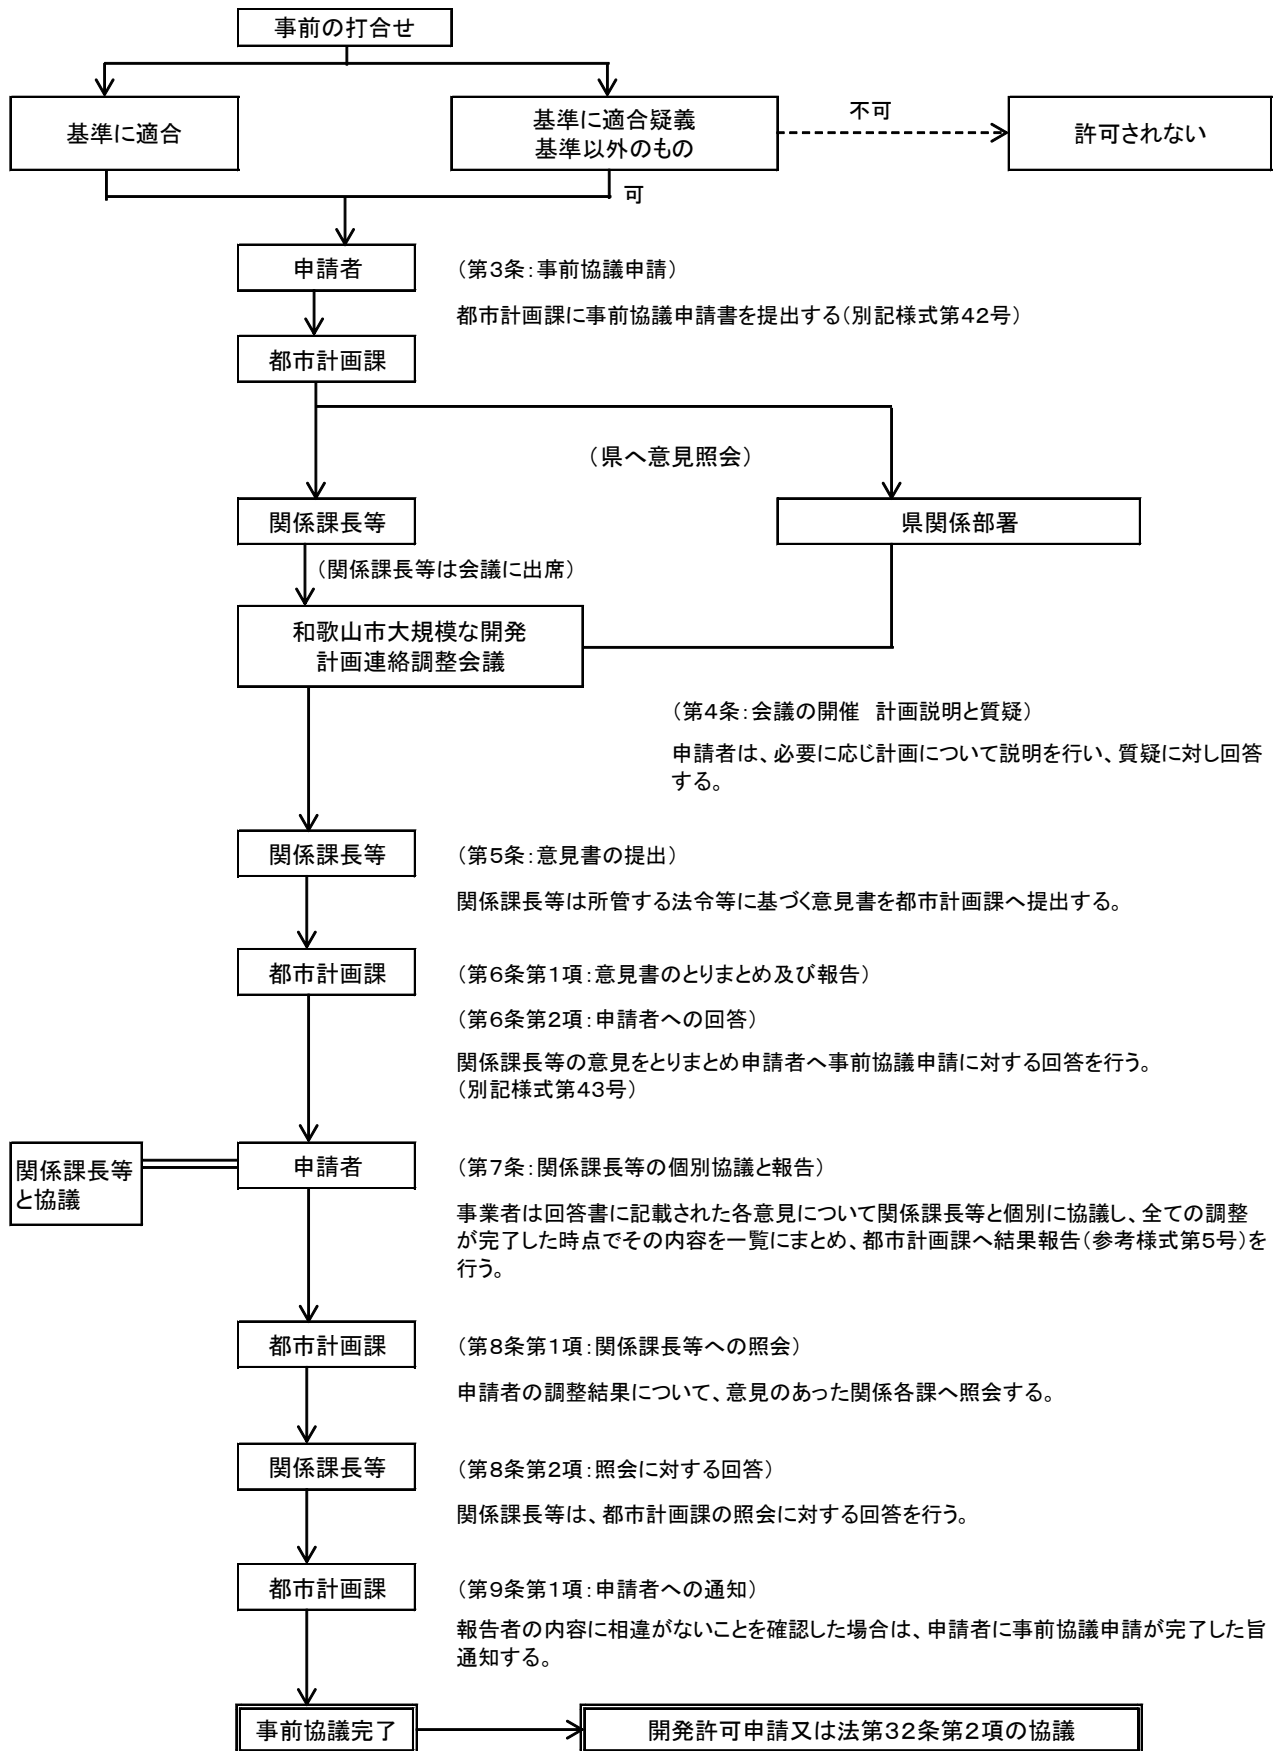 事前の打合せ
基準に適合
基準に適合疑義
基準以外のもの
不可
許可されない
可
申請者
（第３条：事前協議申請）
都市計画課に事前協議申請書を提出する（別記様式第４２号）
都市計画課
（県へ意見照会）
関係課長等
県関係部署
（関係課長等は会議に出席）
和歌山市大規模な開発
計画連絡調整会議
（第４条：会議の開催　計画説明と質疑）
申請者は、必要に応じ計画について説明を行い、質疑に対し回答
する。
関係課長等
（第５条：意見書の提出）
関係課長等は所管する法令等に基づく意見書を都市計画課へ提出する。
都市計画課
（第６条第１項：意見書のとりまとめ及び報告）
（第６条第２項：申請者への回答）
関係課長等の意見をとりまとめ申請者へ事前協議申請に対する回答を行う。
（別記様式第４３号）
関係課長等
と協議
申請者
（第７条：関係課長等の個別協議と報告）
事業者は回答書に記載された各意見について関係課長等と個別に協議し、全ての調整
が完了した時点でその内容を一覧にまとめ、都市計画課へ結果報告（参考様式第５号）を
行う。
都市計画課
（第８条第１項：関係課長等への照会）
申請者の調整結果について、意見のあった関係各課へ照会する。
関係課長等
（第８条第２項：照会に対する回答）
関係課長等は、都市計画課の照会に対する回答を行う。
都市計画課
（第９条第１項：申請者への通知）
報告者の内容に相違がないことを確認した場合は、申請者に事前協議申請が完了した旨
通知する。
事前協議完了
開発許可申請又は法第３２条第２項の協議